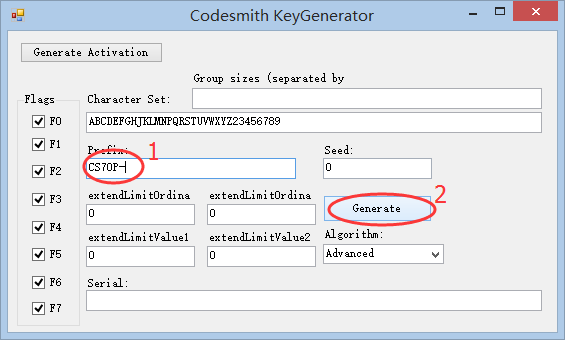 Codesmith KeyGenerator
Generate Activation
Group sizes (separated by
Flags
Character Set:
F0
ABCDEFGHJKLMNPQRSTUVWXYZ23456789
F1
Prefix:
1
Seed:
F2
CS70P-
0
F3
extendLimitOrdina
extendLimitOrdina
2
0
0
Generate
F4
F5
extendLimitValue1
extendLimitValue2
Algorithm:
0
0
Advanced
F6
Serial:
F7